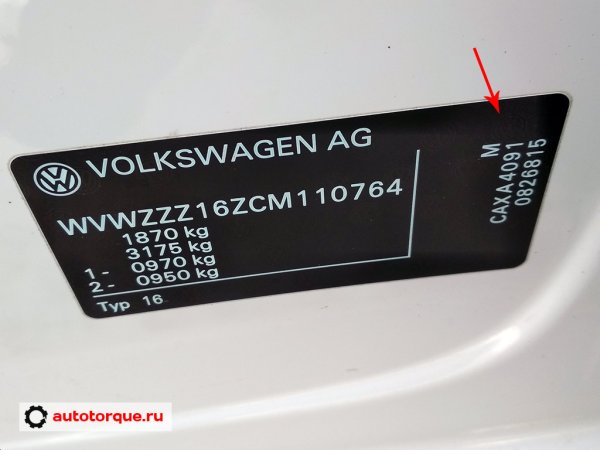 VOLKSWAGEN AG
WVWZZZ16ZCM110764
1870 kg
3175 kg
1 - 0970 kg
2 - 0950 kg
Typ 16
M
CAXA4091
0826815
autotorque.ru